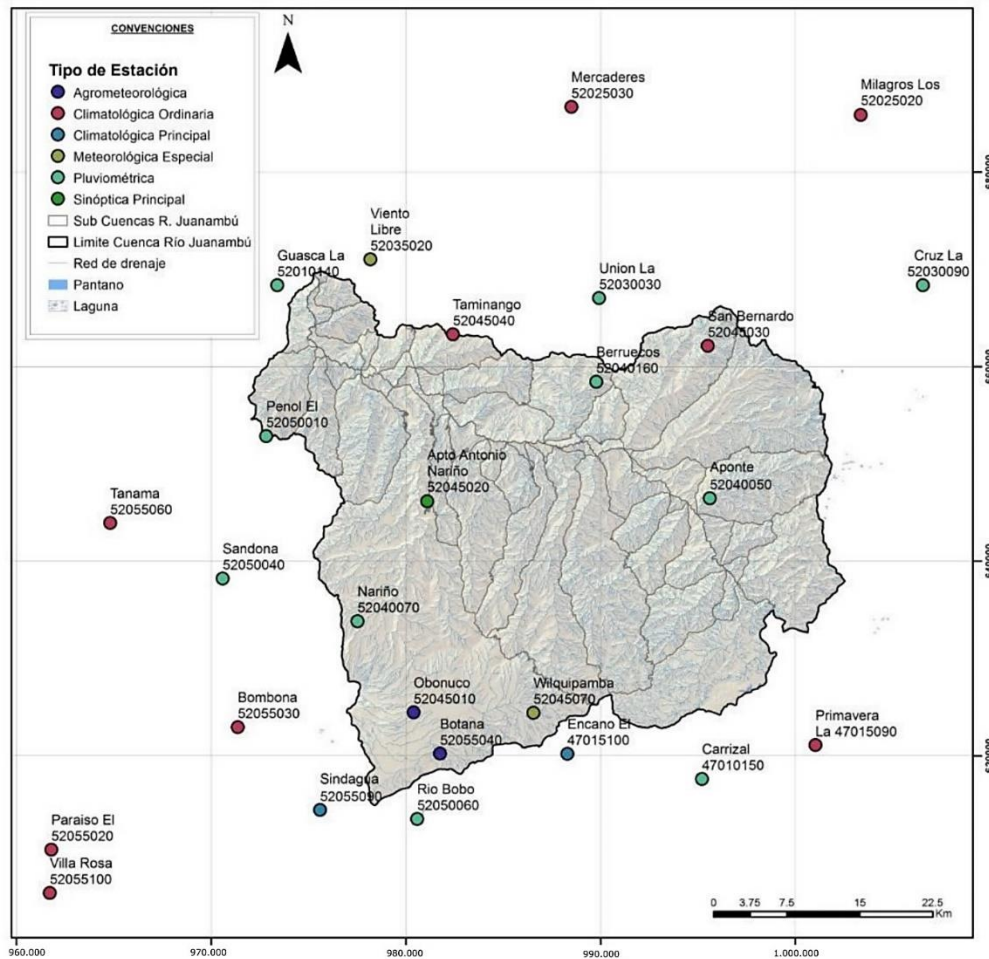 CONVENCIONES
Tipo de Estación
Agrometeorológica
Climatológica Ordinaria
Climatológica Principal
Meteorológica Especial
Pluviométrica
Sinóptica Principal
Sub Cuencas R. Juanambú
Limite Cuenca Río Juanambú
Red de drenaje
Pantano
Laguna
N
Mercaderes
52025030
Milagros Los
52025020
680000
Viento
Libre
52035020
Guasca La
52010140
Union La
52030030
Cruz La
52030090
Taminango
52045040
San Bernardo
52045030
Berruecos
52040160
660000
Penol El
52050010
Apto Antonio
Nariño
52045020
Aponte
52040050
Tanama
52055060
Sandona
52050040
640000
Nariño
52040070
Obonuco
52045010
Wilquipamba
52045070
Bombona
52055030
Botana
52055040
Encano El
47015100
Primavera
La 47015090
620000
Carrizal
47010150
Sindagua
52055090
Rio Bobo
52050060
Paraiso El
52055020
Villa Rosa
52055100
0 3.75 7.5 15 22.5
Km
960.000 970.000 980.000 990.000 1.000.000